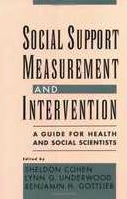 SOCIAL SUPPORT
MEASUREMENT
AND
INTERVENTION
A GUIDE FOR HEALTH
AND SOCIAL SCIENTISTS
Edited by
SHELDON COHEN
LYNN G. UNDERWOOD
BENJAMIN H. GOTTLIEB